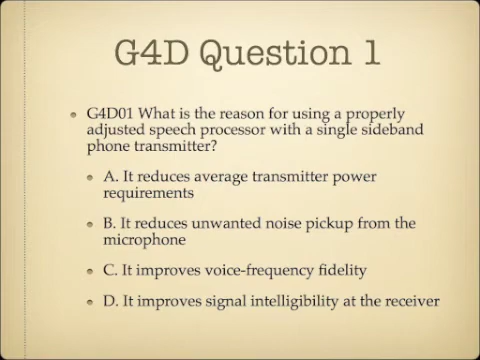 G4D Question 1
G4D01 What is the reason for using a properly
adjusted speech processor with a single sideband
phone transmitter?
A. It reduces average transmitter power
requirements
B. It reduces unwanted noise pickup from the
microphone
C. It improves voice-frequency fidelity
D. It improves signal intelligibility at the receiver